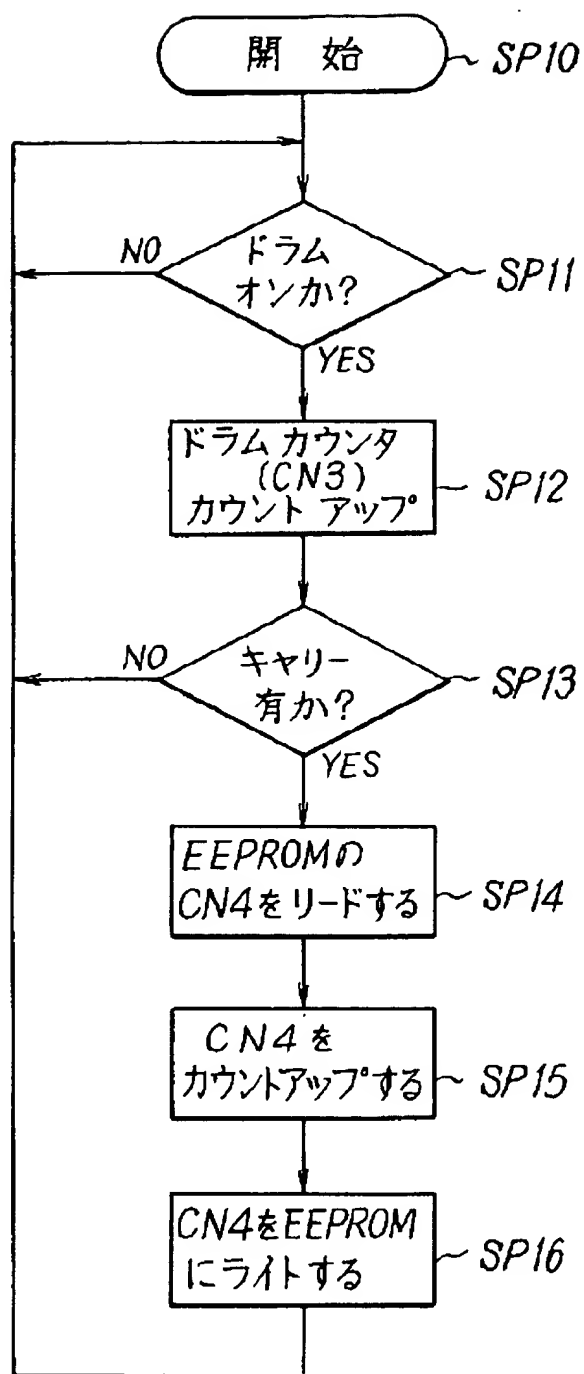 開 始
SP10
NO
ドラム
オンか?
SP11
YES
ドラム カウンタ
(CN3)
カウント アップ
SP12
NO
キャリー
有か?
SP13
YES
EEPROMの
CN4をリードする
SP14
CN4を
カウントアップする
SP15
CN4をEEPROM
にライトする
SP16